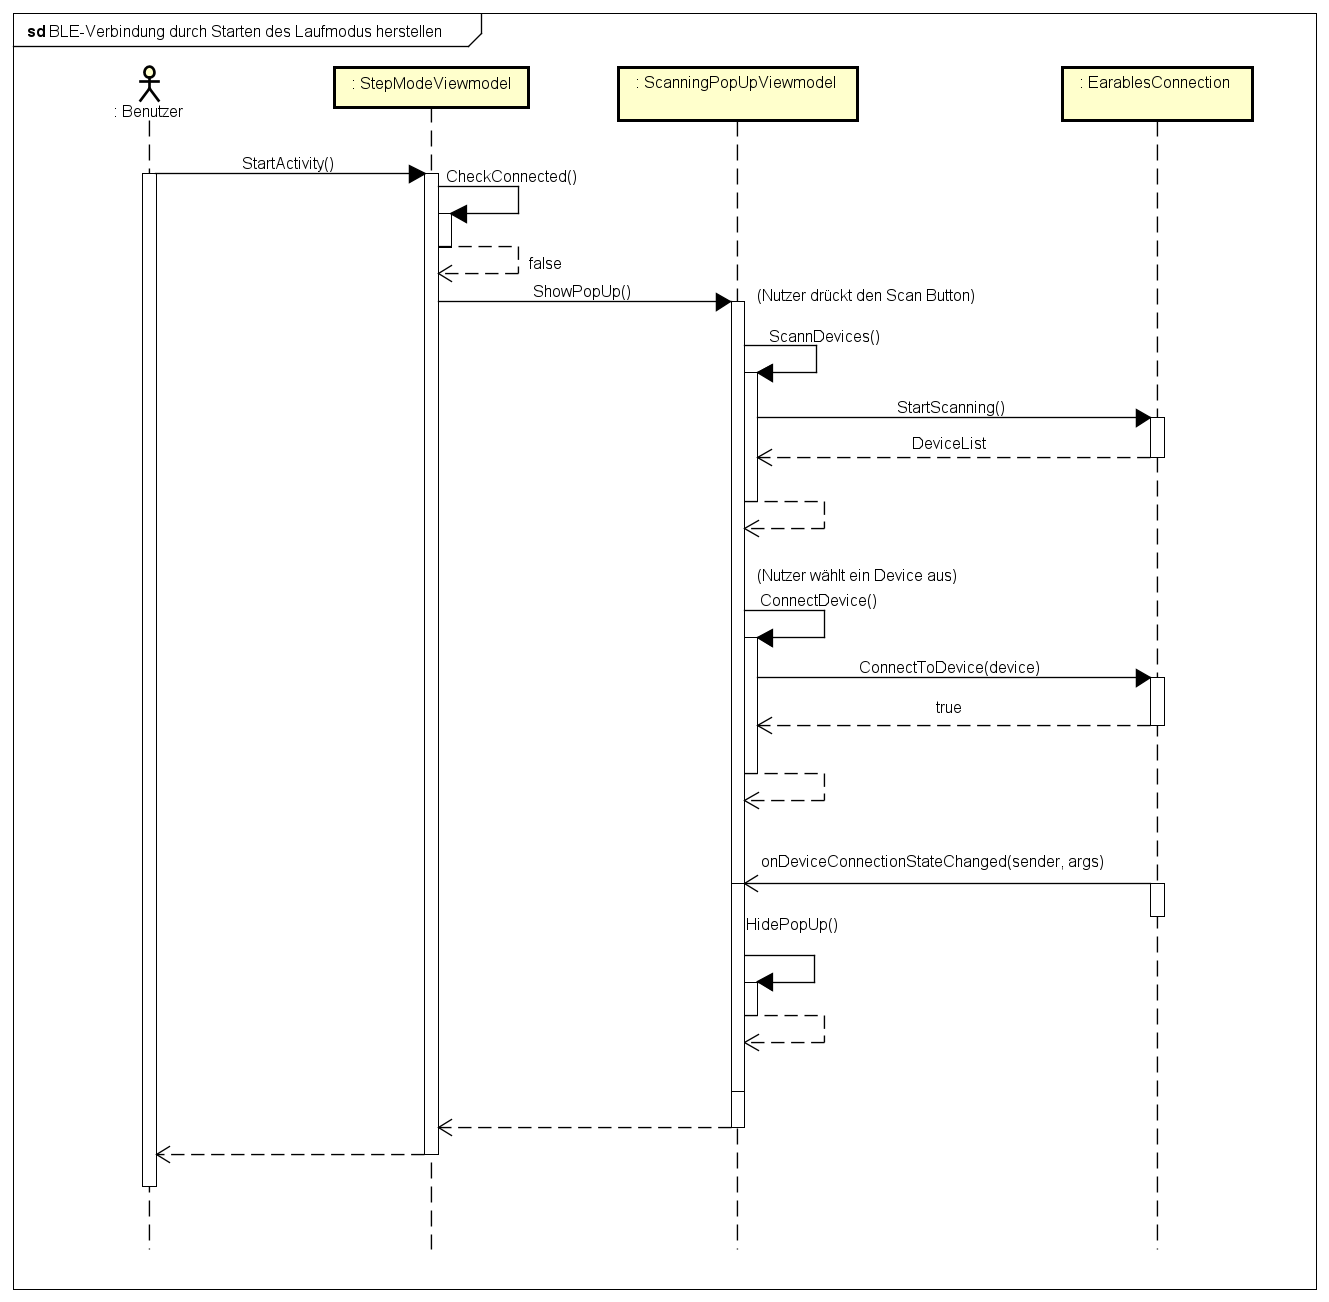 sd BLE-Verbindung durch Starten des Laufmodus herstellen
: Benutzer
: StepModeViewmodel
: ScanningPopUpViewmodel
: EarablesConnection
StartActivity()
CheckConnected()
false
ShowPopUp()
(Nutzer drückt den Scan Button)
ScannDevices()
StartScanning()
DeviceList
(Nutzer wählt ein Device aus)
ConnectDevice()
ConnectToDevice(device)
true
onDeviceConnectionStateChanged(sender, args)
HidePopUp()